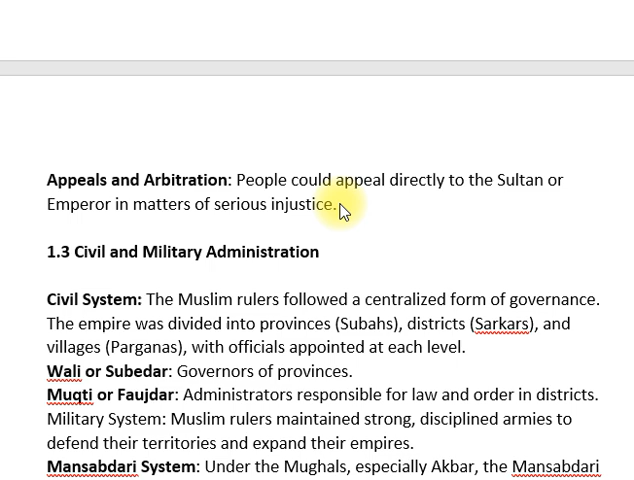 Appeals and Arbitration: People could appeal directly to the Sultan or
Emperor in matters of serious injustice.
1.3 Civil and Military Administration
Civil System: The Muslim rulers followed a centralized form of governance.
The empire was divided into provinces (Subahs), districts (Sarkars), and
villages (Parganas), with officials appointed at each level.
Wali or Subedar: Governors of provinces.
Muqti or Faujdar: Administrators responsible for law and order in districts.
Military System: Muslim rulers maintained strong, disciplined armies to
defend their territories and expand their empires.
Mansabdari System: Under the Mughals, especially Akbar, the Mansabdari